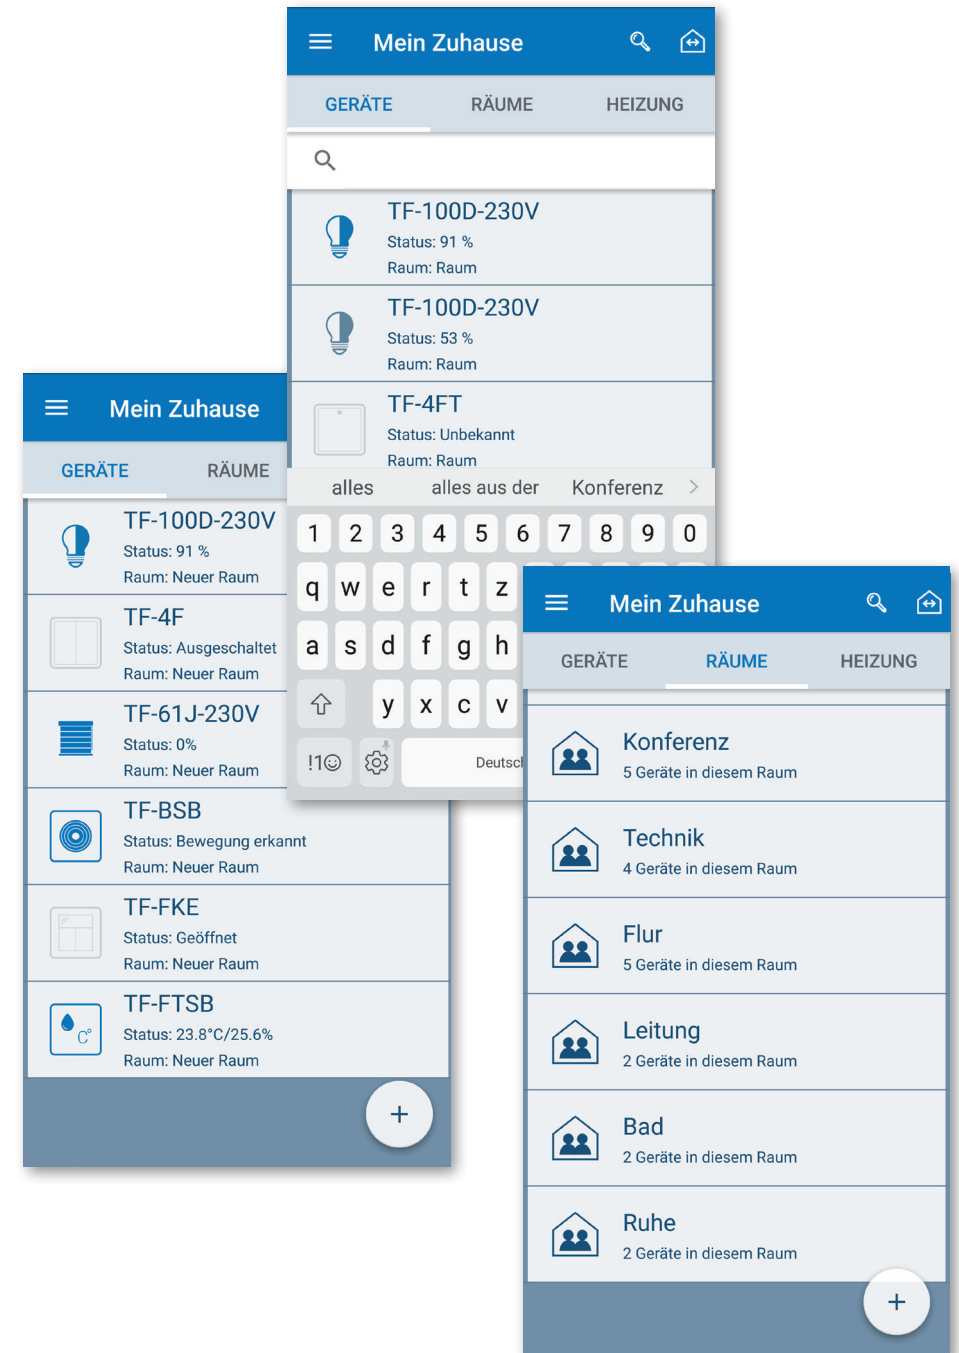 Mein Zuhause
GERÄTE RÄUME HEIZUNG
TF-100D-230V
Status: 91 %
Raum: Raum
TF-100D-230V
Status: 53 %
Raum: Raum
TF-4FT
Status: Unbekannt
Raum: Raum
alles alles aus der Konferenz
1 2 3 4 5 6 7 8 9 0
q w e r t z
a s d f g h
y x c v
!1☺ Deutsch
Mein Zuhause
GERÄTE RÄUME
TF-100D-230V
Status: 91 %
Raum: Neuer Raum
TF-4F
Status: Ausgeschaltet
Raum: Neuer Raum
TF-61J-230V
Status: 0%
Raum: Neuer Raum
TF-BSB
Status: Bewegung erkannt
Raum: Neuer Raum
TF-FKE
Status: Geöffnet
Raum: Neuer Raum
TF-FTSB
C°
Status: 23.8°C/25.6%
Raum: Neuer Raum
+
Mein Zuhause
GERÄTE RÄUME HEIZUNG
Konferenz
5 Geräte in diesem Raum
Technik
4 Geräte in diesem Raum
Flur
5 Geräte in diesem Raum
Leitung
2 Geräte in diesem Raum
Bad
2 Geräte in diesem Raum
Ruhe
2 Geräte in diesem Raum
+